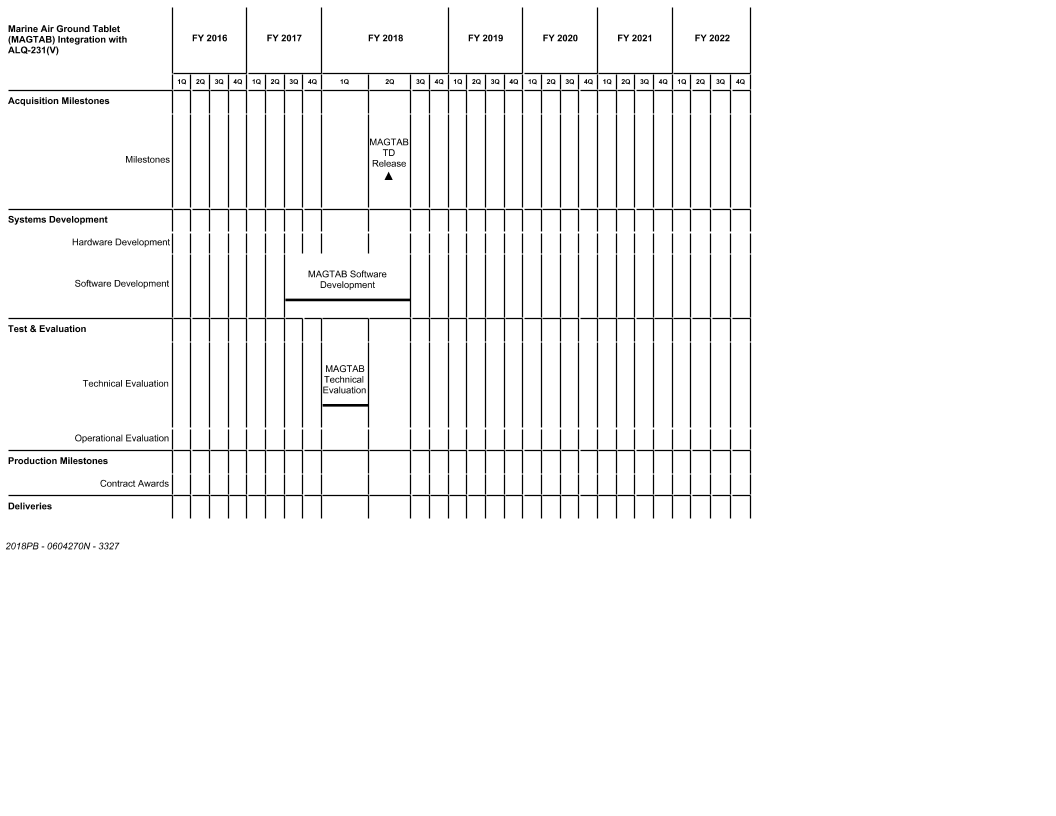 Marine Air Ground Tablet
(MAGTAB) Integration with
ALQ-231(V)
FY 2016 FY 2017 FY 2018 FY 2019 FY 2020 FY 2021 FY 2022
1Q 2Q 3Q 4Q 1Q 2Q 3Q 4Q 1Q 2Q 3Q 4Q 1Q 2Q 3Q 4Q 1Q 2Q 3Q 4Q 1Q 2Q 3Q 4Q 1Q 2Q 3Q 4Q
Acquisition Milestones
Milestones
MAGTAB
TD
Release
Systems Development
Hardware Development
Software Development
MAGTAB Software
Development
Test & Evaluation
Technical Evaluation
MAGTAB
Technical
Evaluation
Operational Evaluation
Production Milestones
Contract Awards
Deliveries
2018PB - 0604270N - 3327